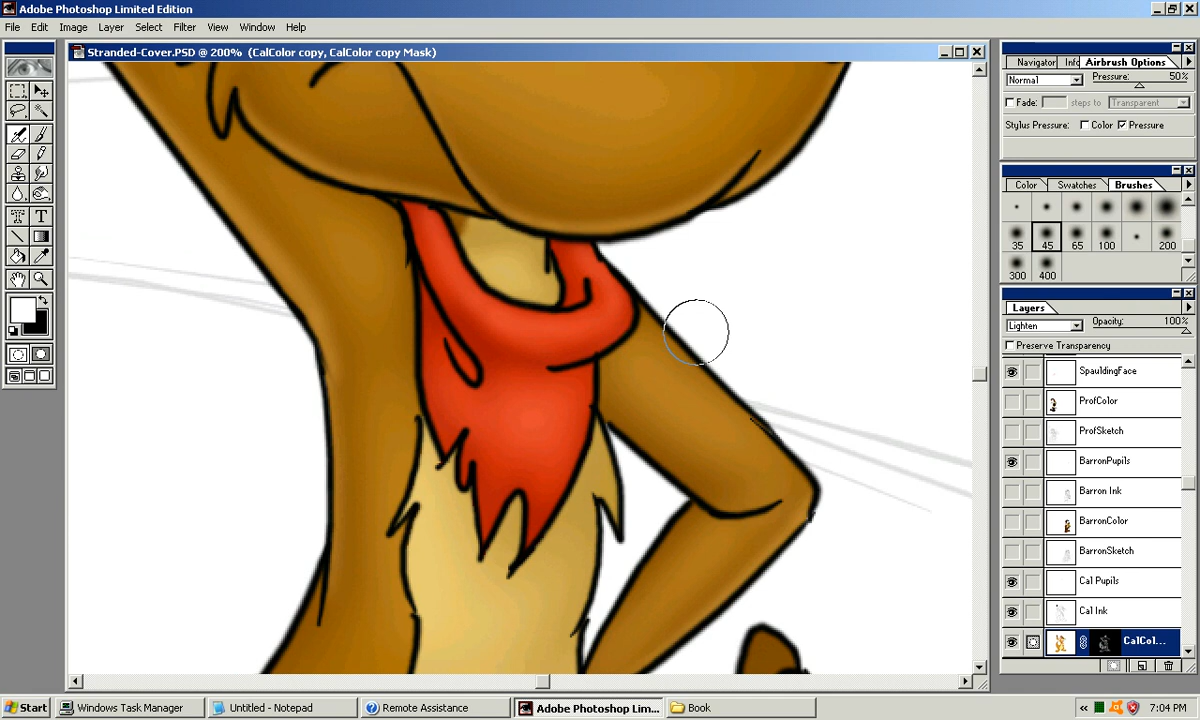 Adobe Photoshop Limited Edition
File Edit Image Layer Select Filter View Window Help
Stranded-Cover.PSD @ 200% (CalColor copy, CalColor copy Mask)
Navigator Info Airbrush Options
Normal Pressure: 50%
Fade: steps to Transparent
Stylus Pressure: Color Pressure
Color Swatches Brushes
35 45 65 100 200
300 400
Layers
Lighten Opacity: 100%
Preserve Transparency
SpauldingFace
ProfColor
ProfSketch
BarronPupils
Barron Ink
BarronColor
BarronSketch
Cal Pupils
Cal Ink
CalCol...
Start Windows Task Manager Untitled - Notepad Remote Assistance Adobe Photoshop Lim... Book « 7:04 PM